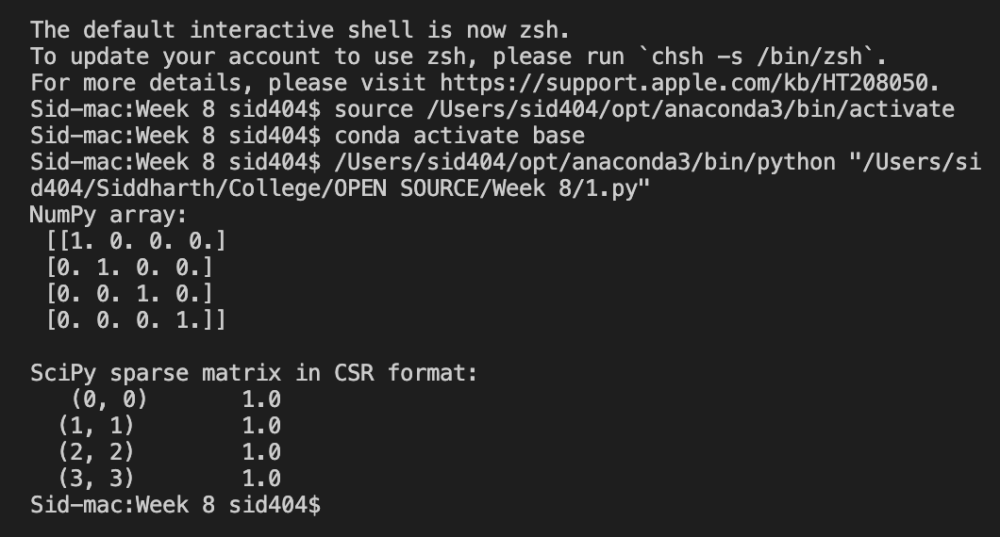 The default interactive shell is now zsh.
To update your account to use zsh, please run `chsh -s /bin/zsh`.
For more details, please visit https://support.apple.com/kb/HT208050.
Sid-mac:Week 8 sid404$ source /Users/sid404/opt/anaconda3/bin/activate
Sid-mac:Week 8 sid404$ conda activate base
Sid-mac:Week 8 sid404$ /Users/sid404/opt/anaconda3/bin/python "/Users/si
d404/Siddharth/College/OPEN SOURCE/Week 8/1.py"
NumPy array:
 [[1. 0. 0. 0.]
 [0. 1. 0. 0.]
 [0. 0. 1. 0.]
 [0. 0. 0. 1.]]

SciPy sparse matrix in CSR format:
   (0, 0)	1.0
  (1, 1)	1.0
  (2, 2)	1.0
  (3, 3)	1.0
Sid-mac:Week 8 sid404$